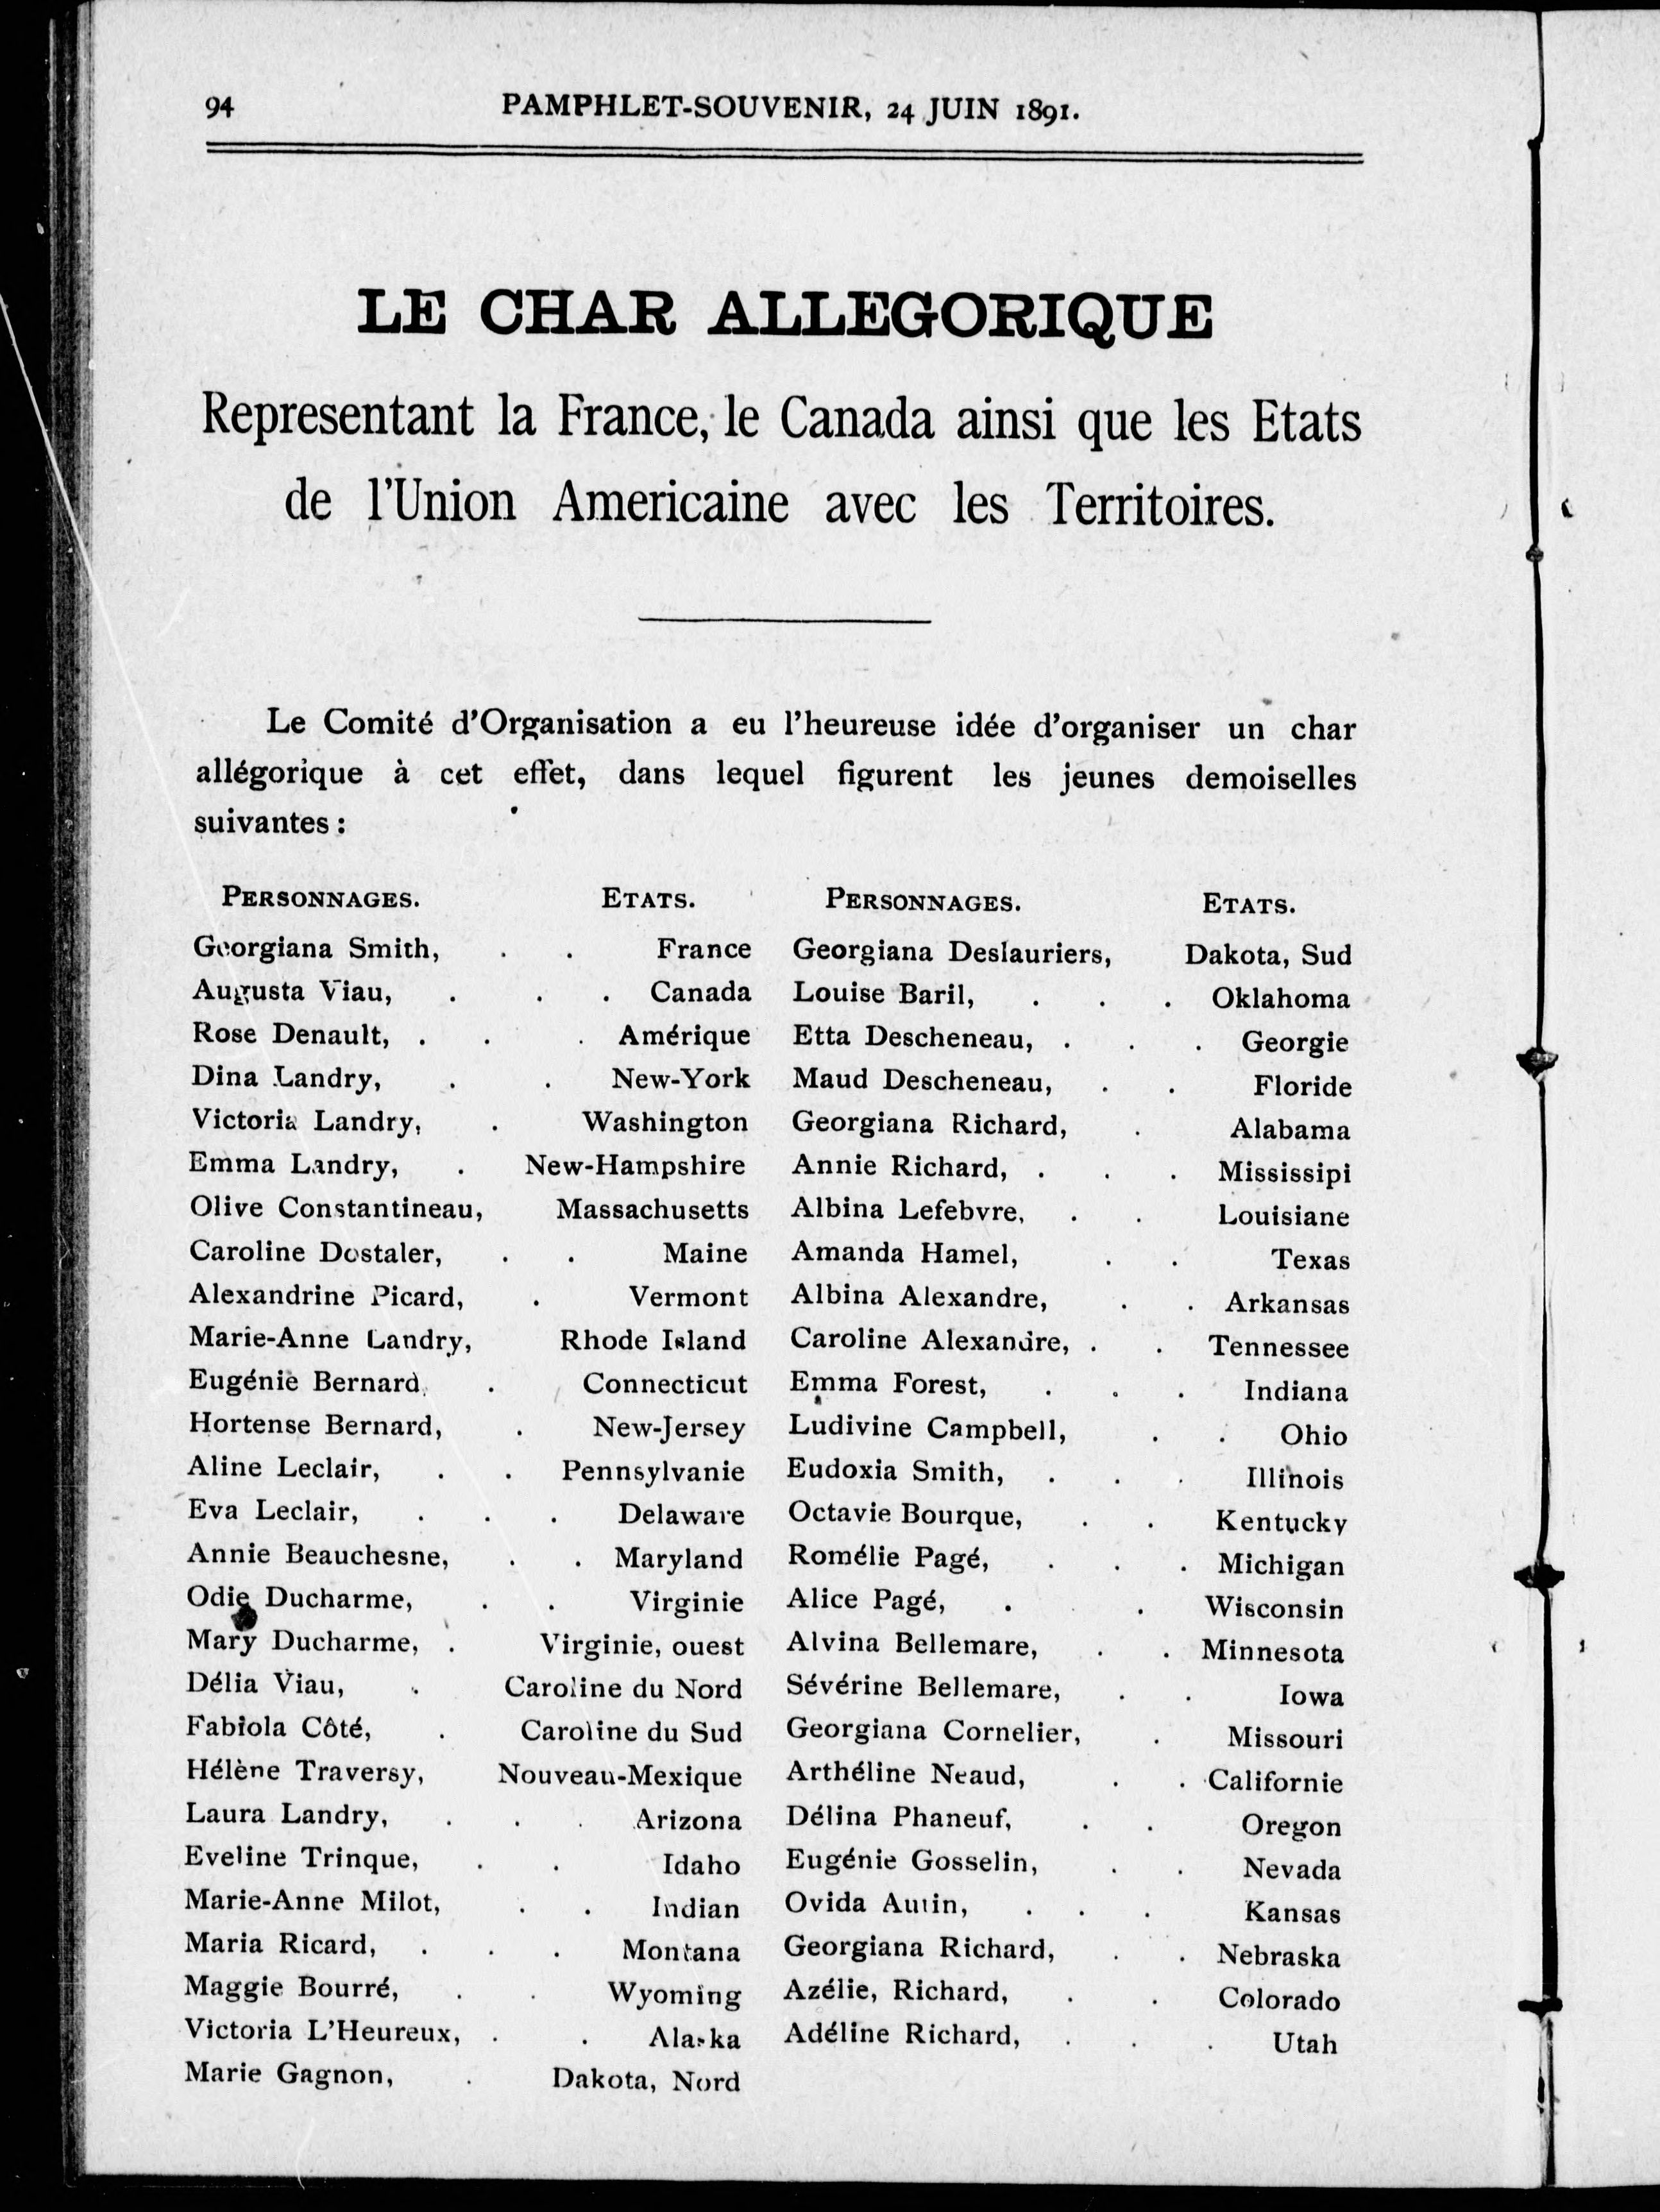 94 PAMPHLET-SOUVENIR, 24 JUIN 1891.
LE CHAR ALLEGORIQUE
Representant la France, le Canada ainsi que les Etats
de l'Union Americaine avec les Territoires.
Le Comité d'Organisation a eu l'heureuse idée d'organiser un char
allégorique à cet effet, dans lequel figurent les jeunes demoiselles
suivantes :
PERSONNAGES. ETATS.
Georgiana Smith, . . France
Augusta Viau, . . . Canada
Rose Denault, . . . Amérique
Dina Landry, . . New-York
Victoria Landry, . Washington
Emma Landry, . New-Hampshire
Olive Constantineau, Massachusetts
Caroline Dostaler, . . Maine
Alexandrine Picard, . Vermont
Marie-Anne Landry, Rhode Island
Eugénie Bernard, . Connecticut
Hortense Bernard, . New-Jersey
Aline Leclair, . . Pennsylvanie
Eva Leclair, . . . Delaware
Annie Beauchesne, . . Maryland
Odie Ducharme, . . Virginie
Mary Ducharme, . Virginie, ouest
Délia Viau, . Caroline du Nord
Fabiola Côté, . Caroline du Sud
Hélène Traversy, Nouveau-Mexique
Laura Landry, . . . Arizona
Eveline Trinque, . . Idaho
Marie-Anne Milot, . . Indian
Maria Ricard, . . . Montana
Maggie Bourré, . . Wyoming
Victoria L'Heureux, . . Alaska
Marie Gagnon, . Dakota, Nord
PERSONNAGES. ETATS.
Georgiana Deslauriers, Dakota, Sud
Louise Baril, . . . Oklahoma
Etta Descheneau, . . . Georgie
Maud Descheneau, . . Floride
Georgiana Richard, . Alabama
Annie Richard, . . . Mississipi
Albina Lefebvre, . . Louisiane
Amanda Hamel, . . Texas
Albina Alexandre, . . Arkansas
Caroline Alexandre, . . Tennessee
Emma Forest, . . . Indiana
Ludivine Campbell, . . Ohio
Eudoxia Smith, . . . Illinois
Octavie Bourque, . . Kentucky
Romélie Pagé, . . . Michigan
Alice Pagé, . . Wisconsin
Alvina Bellemare, . . Minnesota
Sévérine Bellemare, . . Iowa
Georgiana Cornelier, . Missouri
Arthéline Neaud, . . Californie
Délina Phaneuf, . . Oregon
Eugénie Gosselin, . . Nevada
Ovida Autin, . . . Kansas
Georgiana Richard, . . Nebraska
Azélie, Richard, . . Colorado
Adéline Richard, . . . Utah